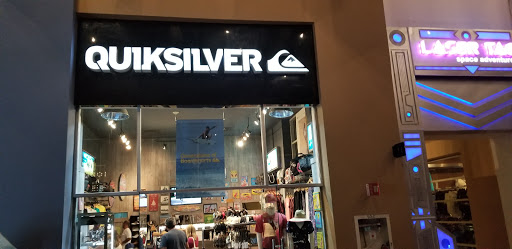 QUIKSILVER
LASER TAG
space adventure